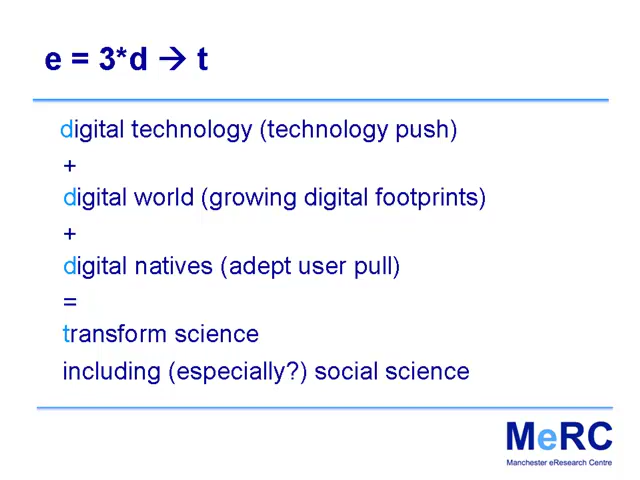 e = 3*d → t
digital technology (technology push)
+
digital world (growing digital footprints)
+
digital natives (adept user pull)
=
transform science
including (especially?) social science
MeRC
Manchester eResearch Centre